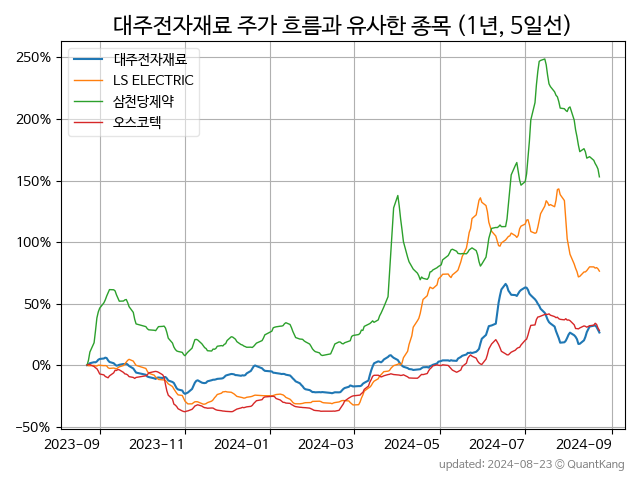 대주전자재료 주가 흐름과 유사한 종목 (1년, 5일선)
250%
200%
150%
100%
50%
0%
−50%
대주전자재료
LS ELECTRIC
삼천당제약
오스코텍
2023-09 2023-11 2024-01 2024-03 2024-05 2024-07 2024-09
updated: 2024-08-23 © QuantKang